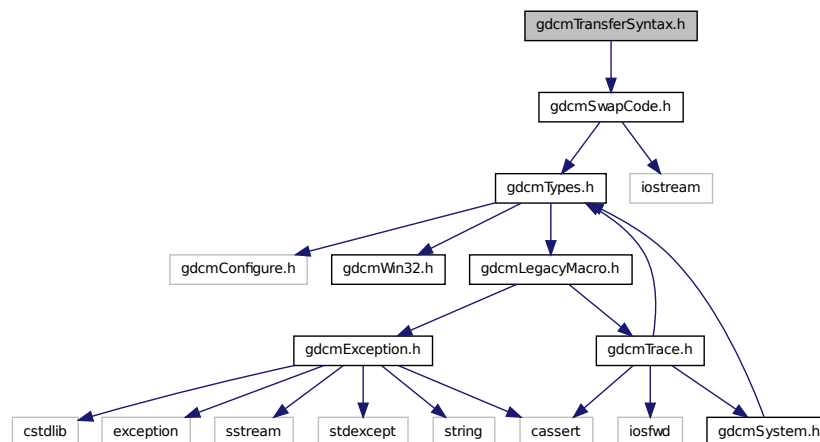 gdcmTransferSyntax.h
gdcmSwapCode.h
gdcmTypes.h
iostream
gdcmConfigure.h
gdcmWin32.h
gdcmLegacyMacro.h
gdcmException.h
gdcmTrace.h
cstdlib
exception
sstream
stdexcept
string
cassert
iosfwd
gdcmSystem.h